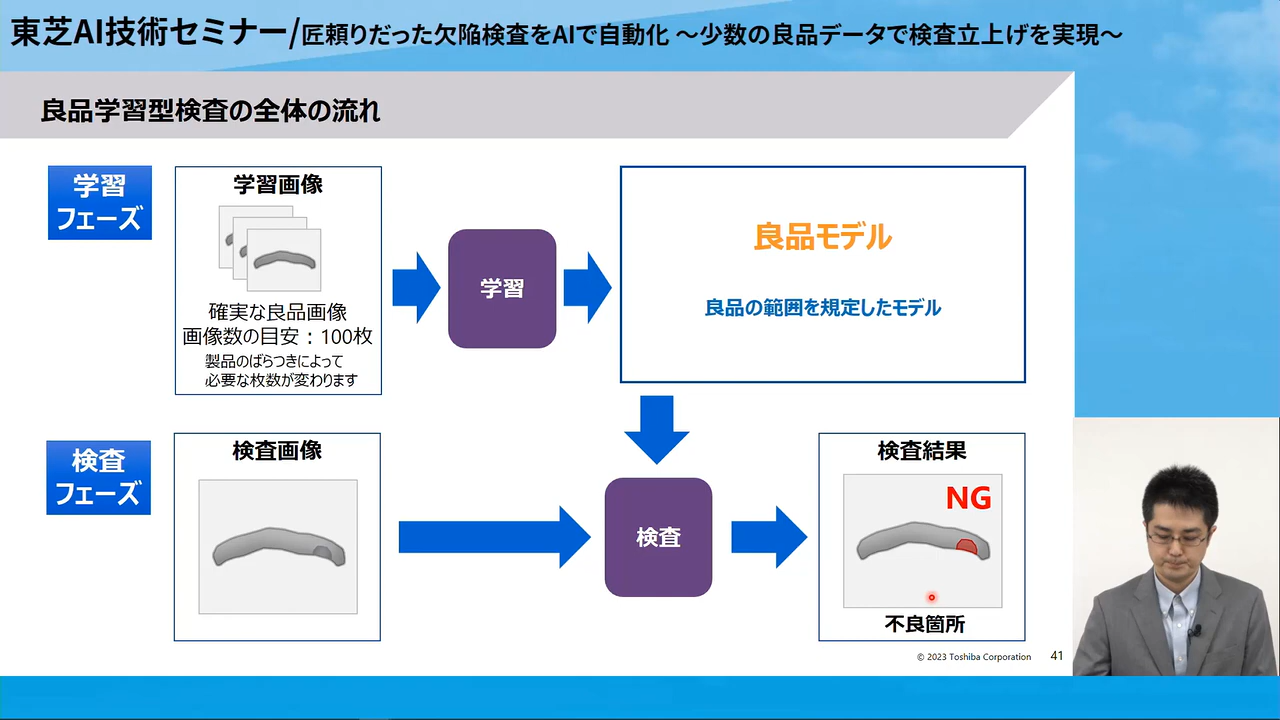 東芝AI技術セミナー/匠頼りだった欠陥検査をAIで自動化 ～少数の良品データで検査立上げを実現～
良品学習型検査の全体の流れ
学習
フェーズ
学習画像
確実な良品画像
画像数の目安：100枚
製品のばらつきによって
必要な枚数が変わります
学習
良品モデル
良品の範囲を規定したモデル
検査
フェーズ
検査画像
検査
検査結果
NG
不良箇所
© 2023 Toshiba Corporation
41